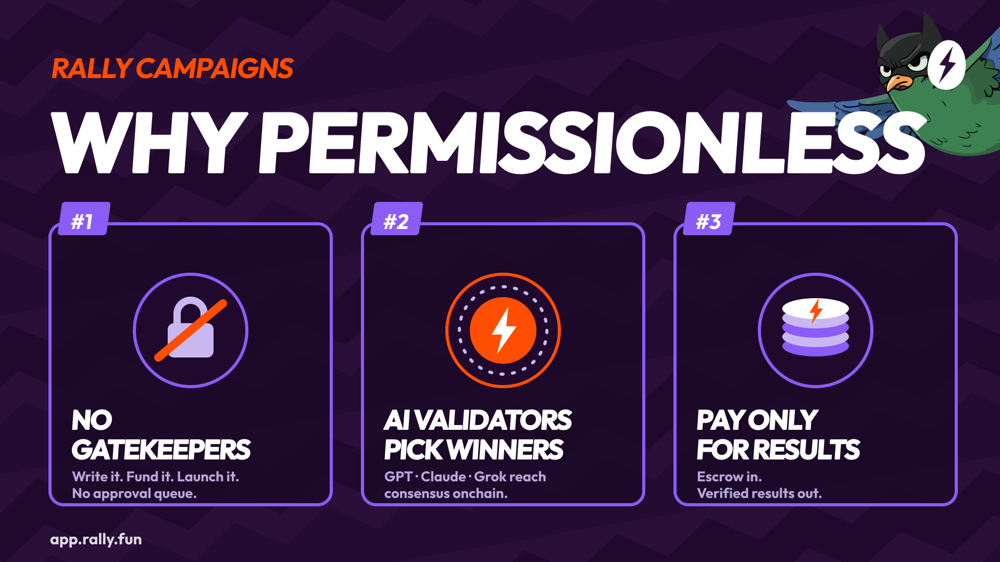 RALLY CAMPAIGNS
WHY PERMISSIONLESS
#1
NO
GATEKEEPERS
Write it. Fund it. Launch it.
No approval queue.
#2
AI VALIDATORS
PICK WINNERS
GPT · Claude · Grok reach
consensus onchain.
#3
PAY ONLY
FOR RESULTS
Escrow in.
Verified results out.
app.rally.fun